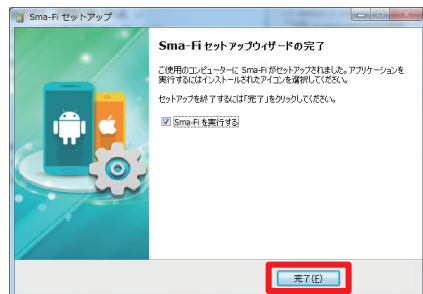 Sma-Fi セットアップ
Sma-Fi セットアップウィザードの完了
ご使用のコンピューターに Sma-Fi がセットアップされました。アプリケーションを
実行するにはインストールされたアイコンを選択してください。
セットアップを終了するには「完了」をクリックしてください。
Sma-Fi を実行する
完了(F)